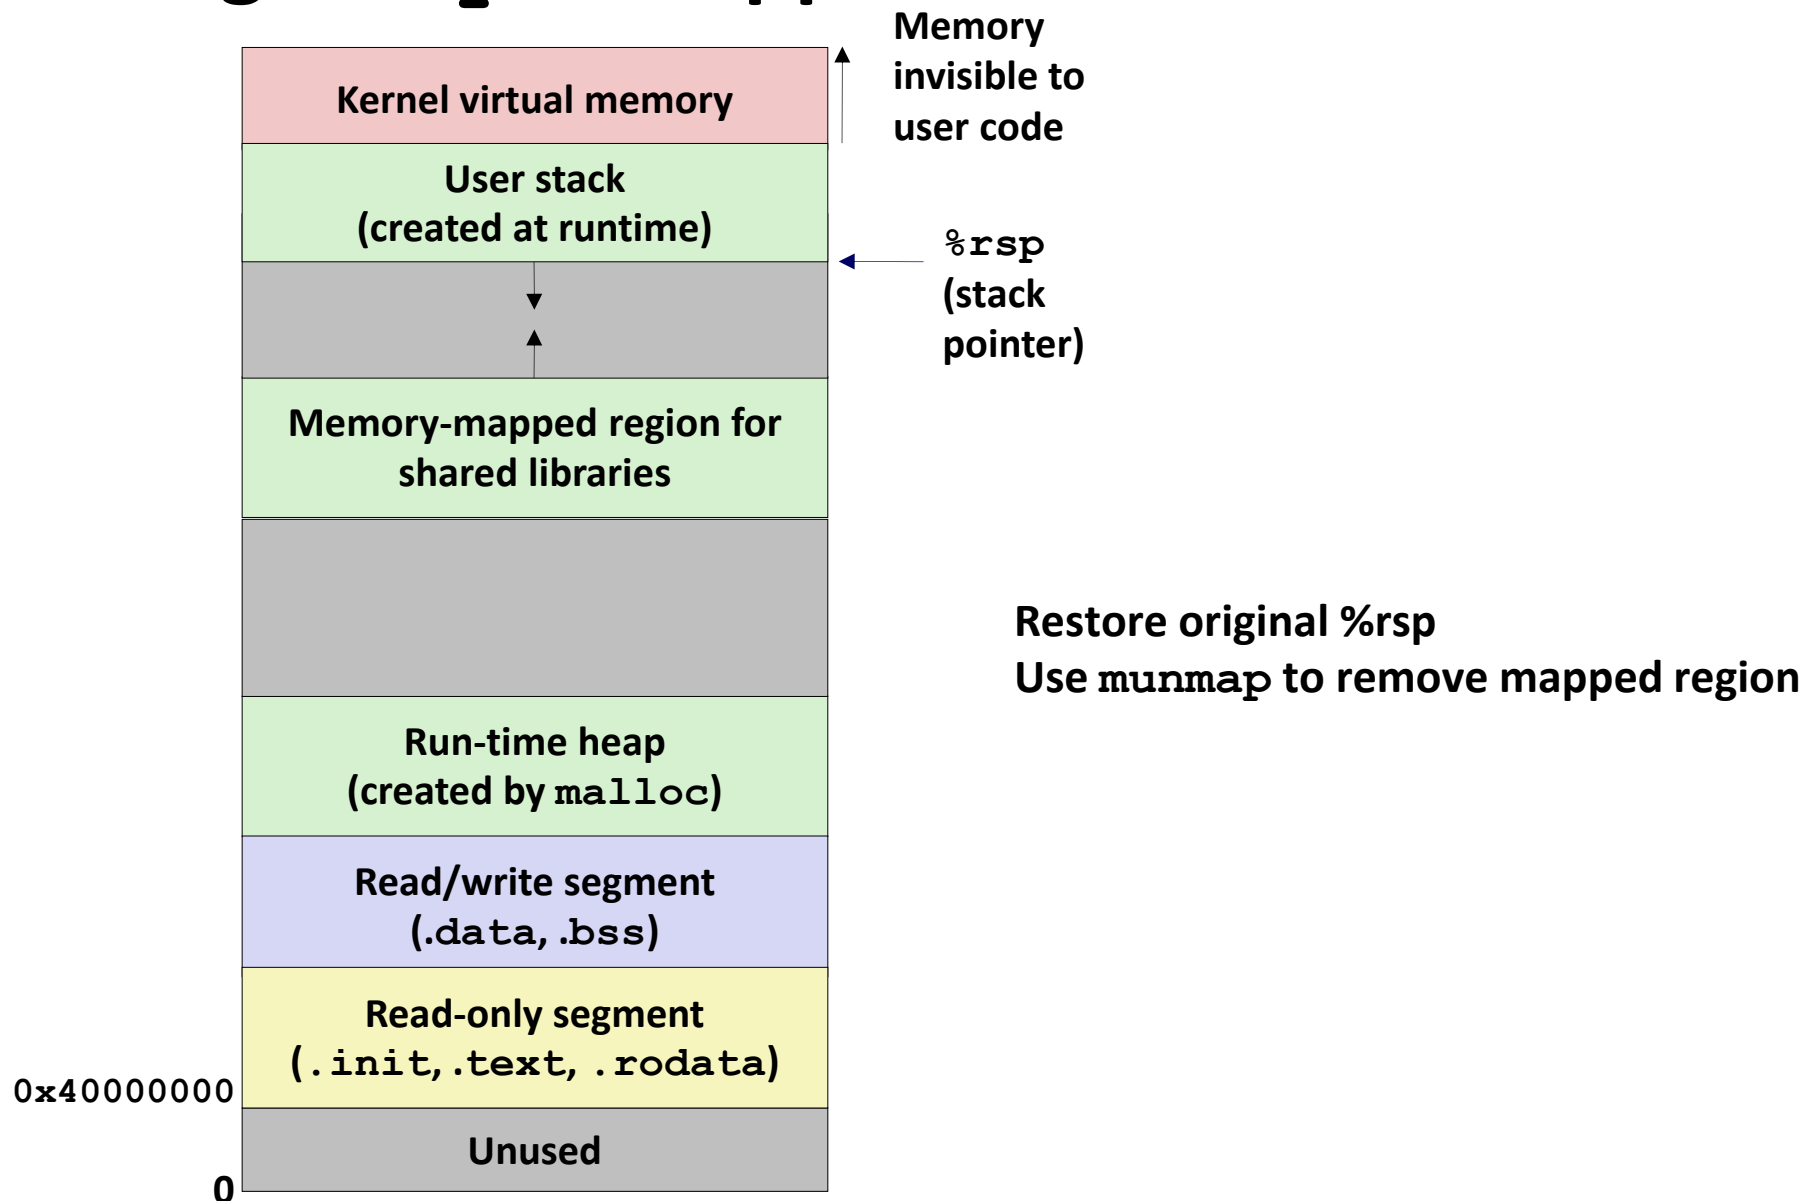 Memory
invisible to
user code
Kernel virtual memory
User stack
(created at runtime)
%rsp
(stack
pointer)
Memory-mapped region for
shared libraries
Restore original %rsp
Use munmap to remove mapped region
Run-time heap
(created by malloc)
Read/write segment
(.data, .bss)
Read-only segment
(.init, .text, .rodata)
0x40000000
Unused
0